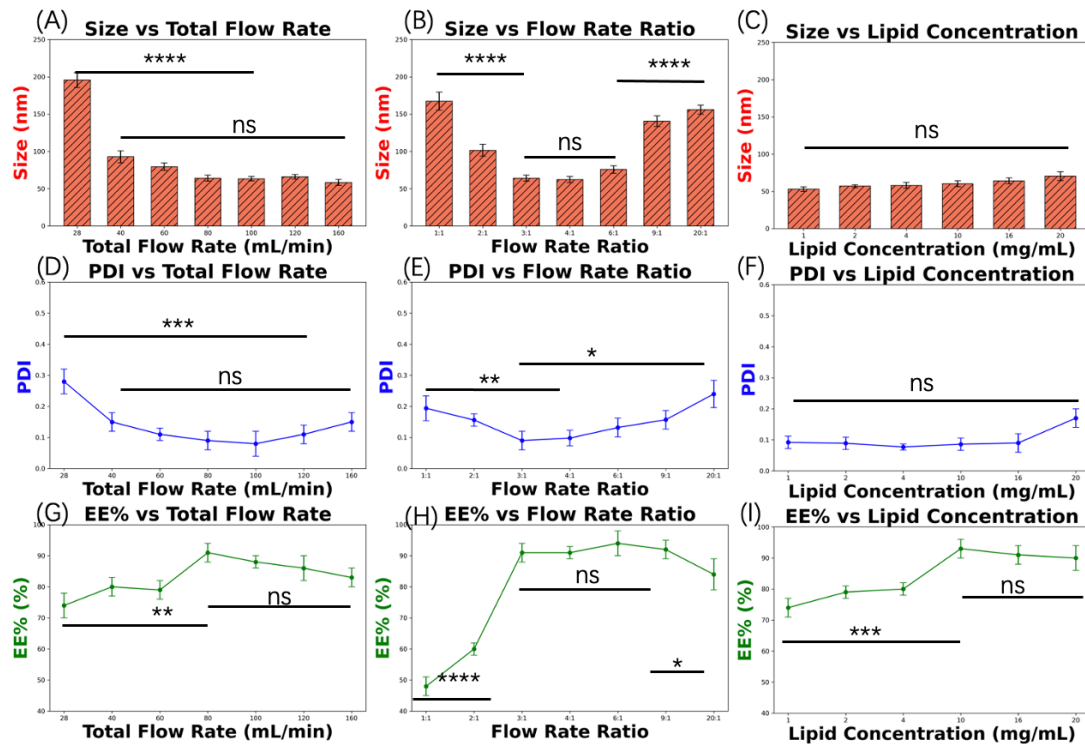 (A)
Size vs Total Flow Rate
Size (nm)
250
200
150
100
50
0
****
ns
28 40 60 80 100 120 160
Total Flow Rate (mL/min)
(B)
Size vs Flow Rate Ratio
Size (nm)
250
200
150
100
50
0
****
****
ns
1:1 2:1 3:1 4:1 6:1 9:1 20:1
Flow Rate Ratio
(C)
Size vs Lipid Concentration
Size (nm)
250
200
150
100
50
0
ns
1 2 4 10 16 20
Lipid Concentration (mg/mL)
(D)
PDI vs Total Flow Rate
PDI
0.6
0.5
0.4
0.3
0.2
0.1
0.0
***
ns
28 40 60 80 100 120 160
Total Flow Rate (mL/min)
(E)
PDI vs Flow Rate Ratio
PDI
0.6
0.5
0.4
0.3
0.2
0.1
0.0
*
**
1:1 2:1 3:1 4:1 6:1 9:1 20:1
Flow Rate Ratio
(F)
PDI vs Lipid Concentration
PDI
0.6
0.5
0.4
0.3
0.2
0.1
0.0
ns
1 2 4 10 16 20
Lipid Concentration (mg/mL)
(G)
EE% vs Total Flow Rate
EE% (%)
100
90
80
70
60
50
40
**
ns
28 40 60 80 100 120 160
Total Flow Rate (mL/min)
(H)
EE% vs Flow Rate Ratio
EE% (%)
100
90
80
70
60
50
40
ns
*
****
1:1 2:1 3:1 4:1 6:1 9:1 20:1
Flow Rate Ratio
(I)
EE% vs Lipid Concentration
EE% (%)
100
90
80
70
60
50
40
ns
***
1 2 4 10 16 20
Lipid Concentration (mg/mL)